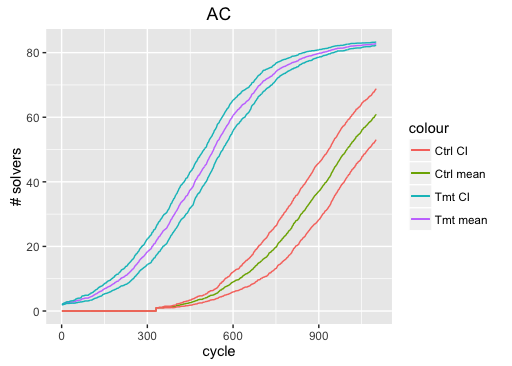 AC
# solvers
80
60
40
20
0
0 300 600 900
cycle
colour
Ctrl CI
Ctrl mean
Tmt CI
Tmt mean